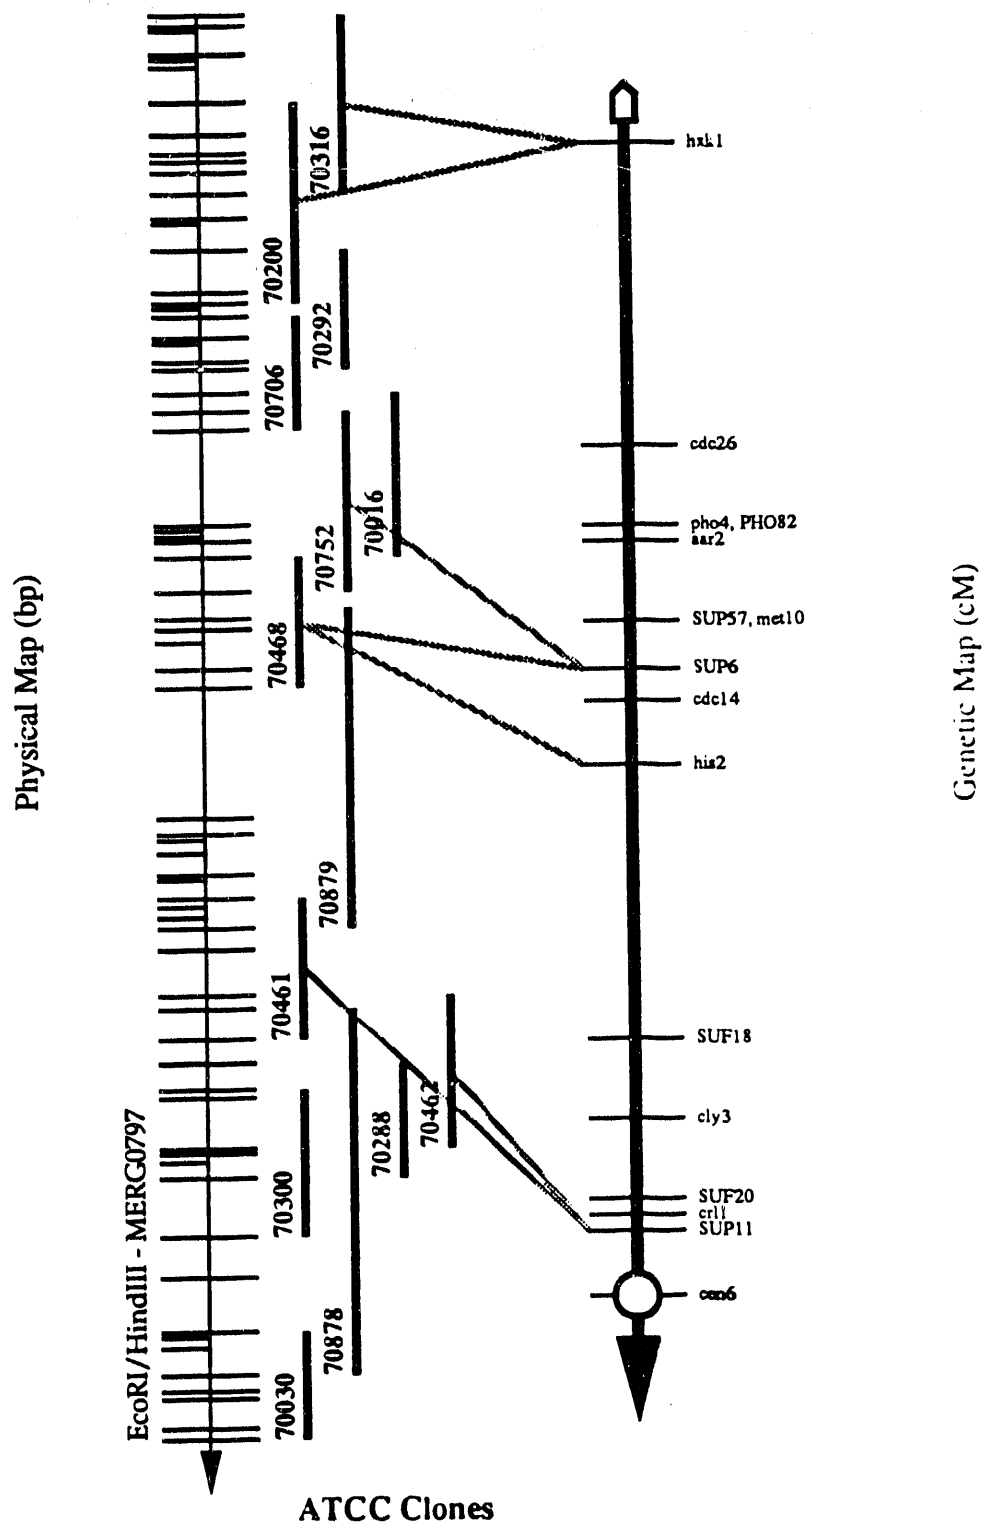 Physical Map (bp)
EcoRI/HindIII - MERG0797
70316
70200
70292
70706
70016
70752
70468
70879
70461
70462
70288
70300
70878
70030
ATCC Clones
hxk1
cdc26
pho4, PHO82
aar2
SUP57, met10
SUP6
cdc14
his2
SUF18
cly3
SUF20
crl1
SUP11
cen6
Genetic Map (cM)